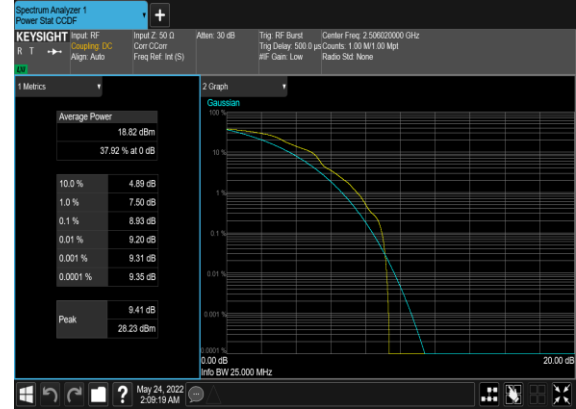 Spectrum Analyzer 1
Power Stat CCDF
KEYSIGHT
R T
LXI
Input: RF
Coupling: DC
Align: Auto
Input Z: 50 Ω
Corr CCorr
Freq Ref: Int (S)
Atten: 30 dB
Trig: RF Burst
Trig Delay: 500.0 µs
#IF Gain: Low
Center Freq: 2.506020000 GHz
Counts: 1.00 M/1.00 Mpt
Radio Std: None
1 Metrics
Average Power
18.82 dBm
37.92 % at 0 dB
10.0 % 4.89 dB
1.0 % 7.50 dB
0.1 % 8.93 dB
0.01 % 9.20 dB
0.001 % 9.31 dB
0.0001 % 9.35 dB
Peak
9.41 dB
28.23 dBm
2 Graph
Gaussian
100 %
10 %
1 %
0.1 %
0.01 %
0.001 %
0.0001 %
0.00 dB 20.00 dB
Info BW 25.000 MHz
May 24, 2022
2:09:19 AM